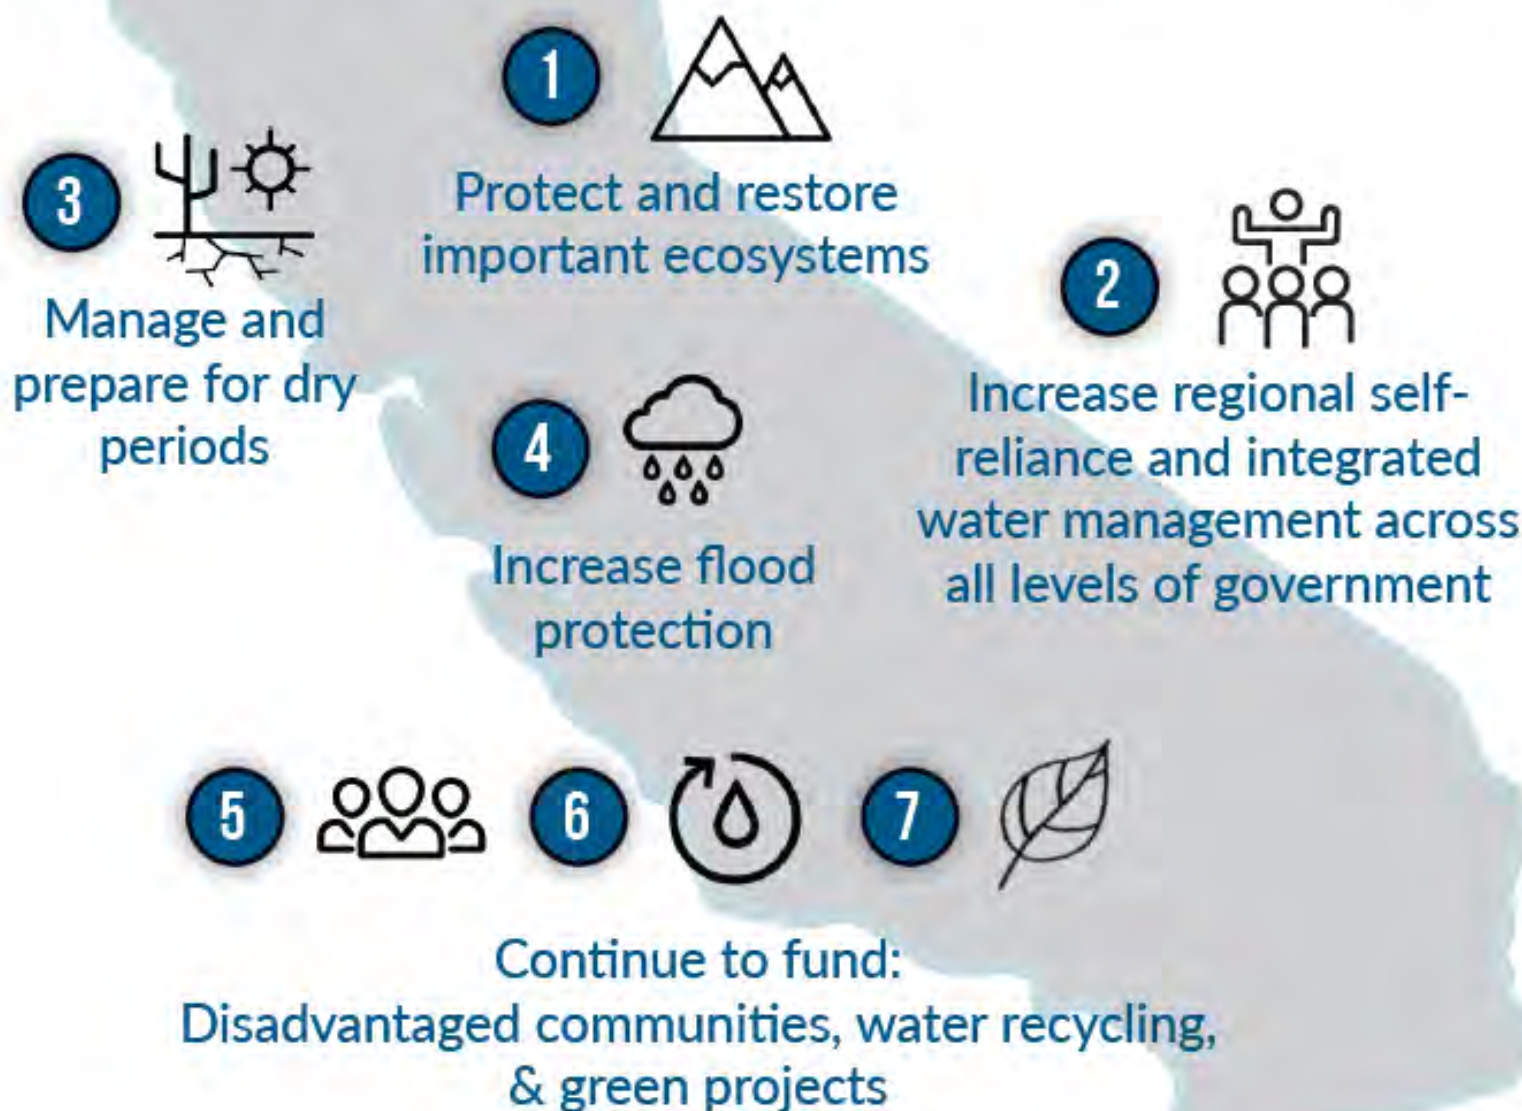 1
Protect and restore
important ecosystems
2
Increase regional self-
reliance and integrated
water management across
all levels of government
3
Manage and
prepare for dry
periods
4
Increase flood
protection
5
6
7
Continue to fund:
Disadvantaged communities, water recycling,
& green projects